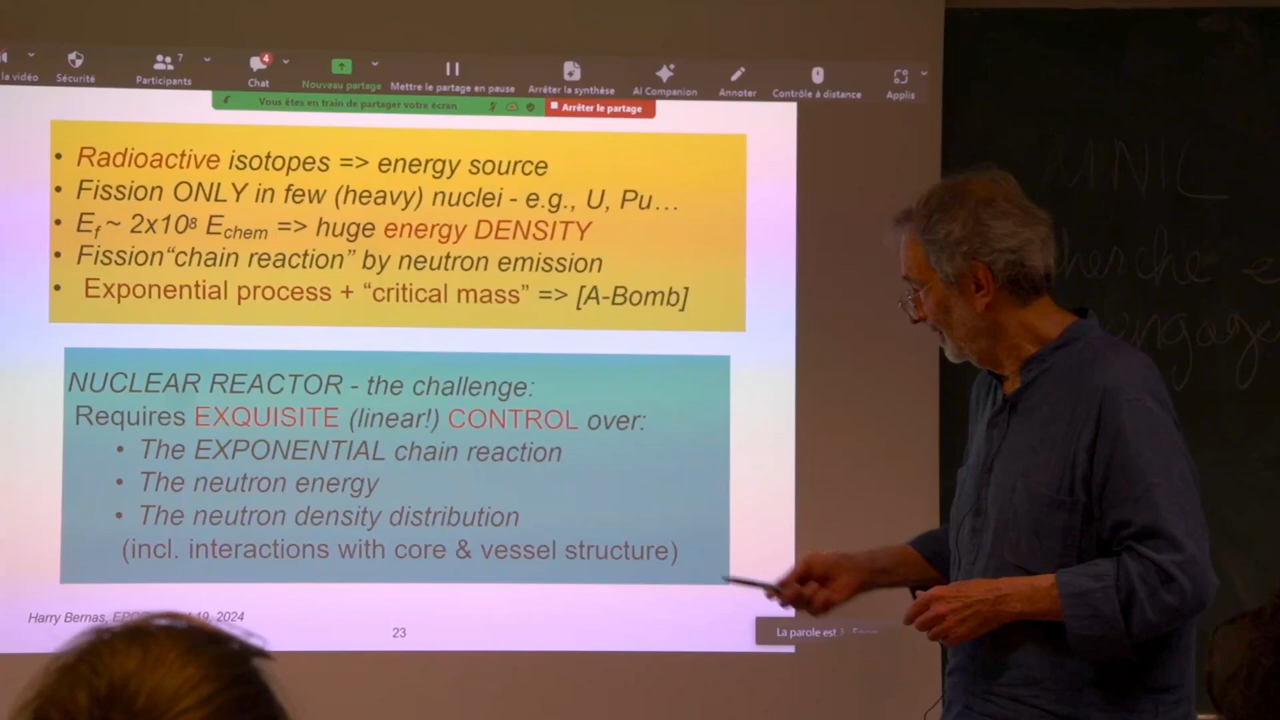 la vidéo
Sécurité
Participants
7
Chat
4
Nouveau partage
Mettre le partage en pause
Arrêter la synthèse
AI Companion
Annoter
Contrôle à distance
Applis
Vous êtes en train de partager votre écran
Arrêter le partage
• Radioactive isotopes => energy source
• Fission ONLY in few (heavy) nuclei - e.g., U, Pu…
• Ef ~ 2x10⁸ Echem => huge energy DENSITY
• Fission“chain reaction” by neutron emission
• Exponential process + “critical mass” => [A-Bomb]
NUCLEAR REACTOR - the challenge:
Requires EXQUISITE (linear!) CONTROL over:
• The EXPONENTIAL chain reaction
• The neutron energy
• The neutron density distribution
(incl. interactions with core & vessel structure)
Harry Bernas, 19, 2024
23
La parole est